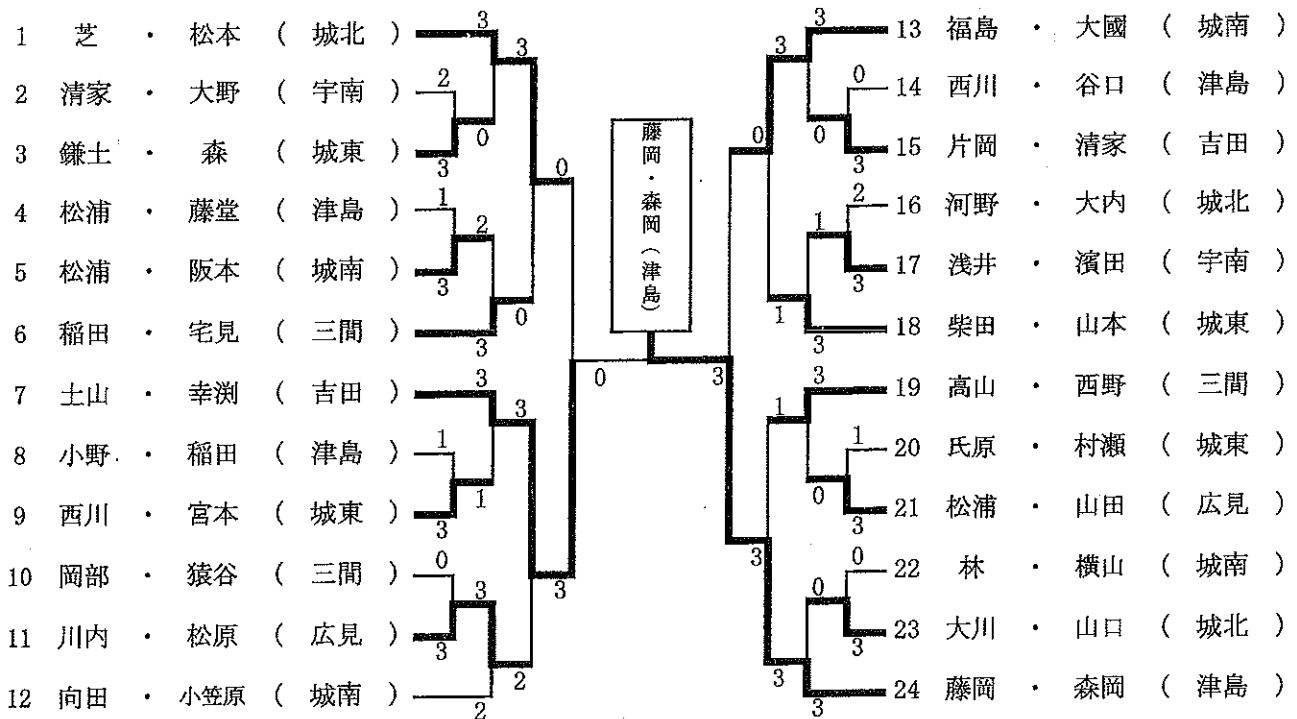 1 芝 ・ 松本 ( 城北 )
2 清家 ・ 大野 ( 宇南 )
3 鎌土 ・ 森 ( 城東 )
4 松浦 ・ 藤堂 ( 津島 )
5 松浦 ・ 阪本 ( 城南 )
6 稲田 ・ 宅見 ( 三間 )
7 土山 ・ 幸渕 ( 吉田 )
8 小野 ・ 稲田 ( 津島 )
9 西川 ・ 宮本 ( 城東 )
10 岡部 ・ 猿谷 ( 三間 )
11 川内 ・ 松原 ( 広見 )
12 向田 ・ 小笠原 ( 城南 )
3
2
3
1
3
3
3
1
3
0
3
2
3
0
2
0
3
1
3
2
0
3
0
藤岡・森岡(津島)
3
0
3
3
1
1
3
3
0
1
0
3
0
0
3
3
0
3
2
3
3
3
1
3
0
3
3
13 福島 ・ 大國 ( 城南 )
14 西川 ・ 谷口 ( 津島 )
15 片岡 ・ 清家 ( 吉田 )
16 河野 ・ 大内 ( 城北 )
17 浅井 ・ 濱田 ( 宇南 )
18 柴田 ・ 山本 ( 城東 )
19 高山 ・ 西野 ( 三間 )
20 氏原 ・ 村瀬 ( 城東 )
21 松浦 ・ 山田 ( 広見 )
22 林 ・ 横山 ( 城南 )
23 大川 ・ 山口 ( 城北 )
24 藤岡 ・ 森岡 ( 津島 )